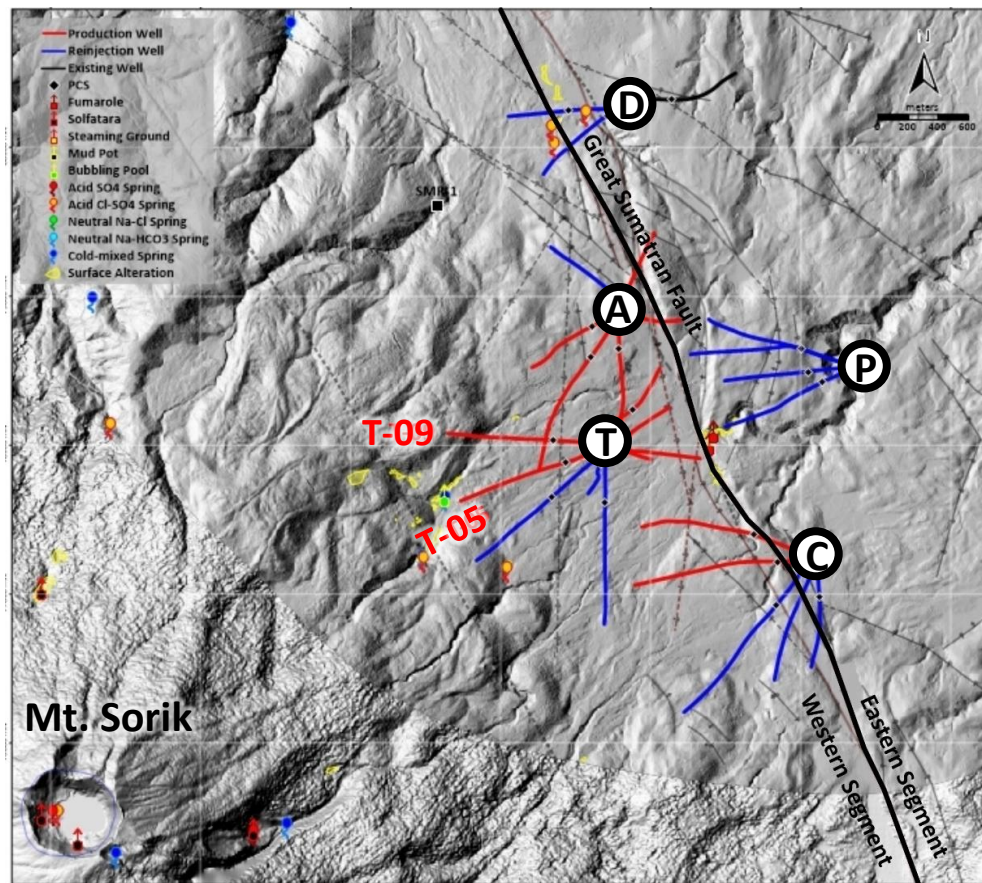 Production Well
Reinjection Well
Existing Well
PCS
Fumarole
Solfatara
Steaming Ground
Mud Pot
Bubbling Pool
Acid SO4 Spring
Acid Cl-SO4 Spring
Neutral Na-Cl Spring
Neutral Na-HCO3 Spring
Cold-mixed Spring
Surface Alteration
N
meters
0 200 400 600
D
Great Sumatran Fault
A
P
T-09
T
T-05
C
Mt. Sorik
Western Segment
Eastern Segment